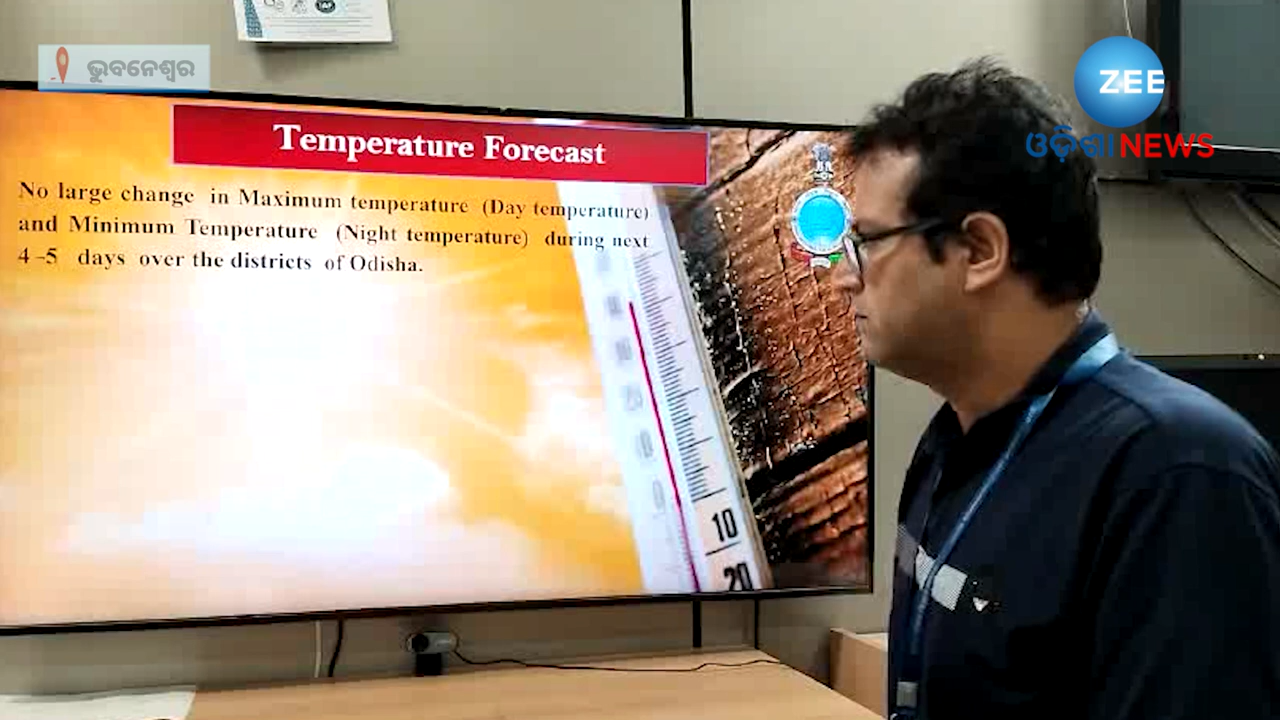 ଭୁବନେଶ୍ୱର
ZEE
ଓଡ଼ିଶା NEWS
Temperature Forecast
No large change in Maximum temperature (Day temperature)
and Minimum Temperature (Night temperature) during next
4-5 days over the districts of Odisha.
10
20